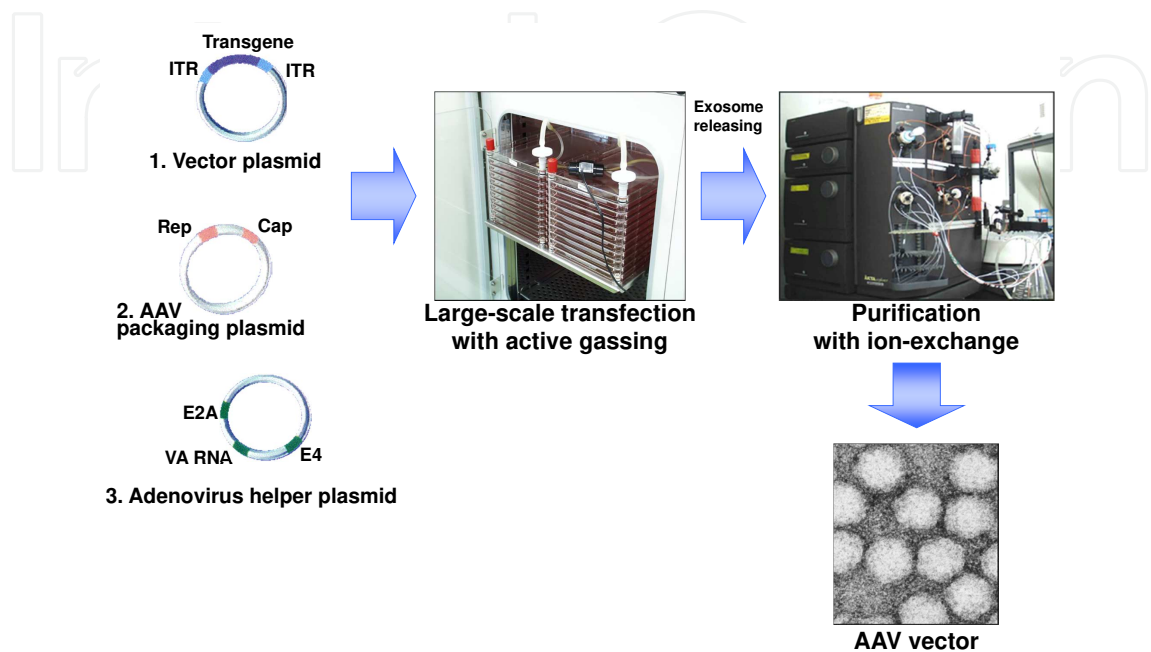 Transgene
ITR
ITR
1. Vector plasmid
Rep
Cap
2. AAV
packaging plasmid
E2A
VA RNA
E4
3. Adenovirus helper plasmid
Large-scale transfection
with active gassing
Exosome
releasing
Purification
with ion-exchange
AAV vector